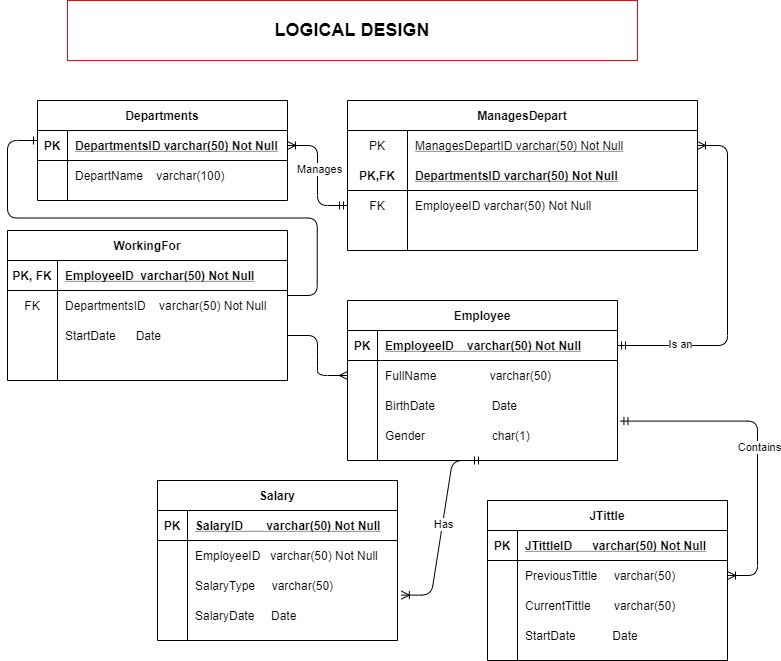 LOGICAL DESIGN
Departments
PK DepartmentsID varchar(50) Not Null
DepartName varchar(100)
Manages
ManagesDepart
PK ManagesDepartID varchar(50) Not Null
PK,FK DepartmentsID varchar(50) Not Null
FK EmployeeID varchar(50) Not Null
WorkingFor
PK, FK EmployeeID varchar(50) Not Null
FK DepartmentsID varchar(50) Not Null
StartDate Date
Employee
PK EmployeeID varchar(50) Not Null
FullName varchar(50)
BirthDate Date
Gender char(1)
Is an
Contains
Has
Salary
PK SalaryID varchar(50) Not Null
EmployeeID varchar(50) Not Null
SalaryType varchar(50)
SalaryDate Date
JTittle
PK JTittleID varchar(50) Not Null
PreviousTittle varchar(50)
CurrentTittle varchar(50)
StartDate Date